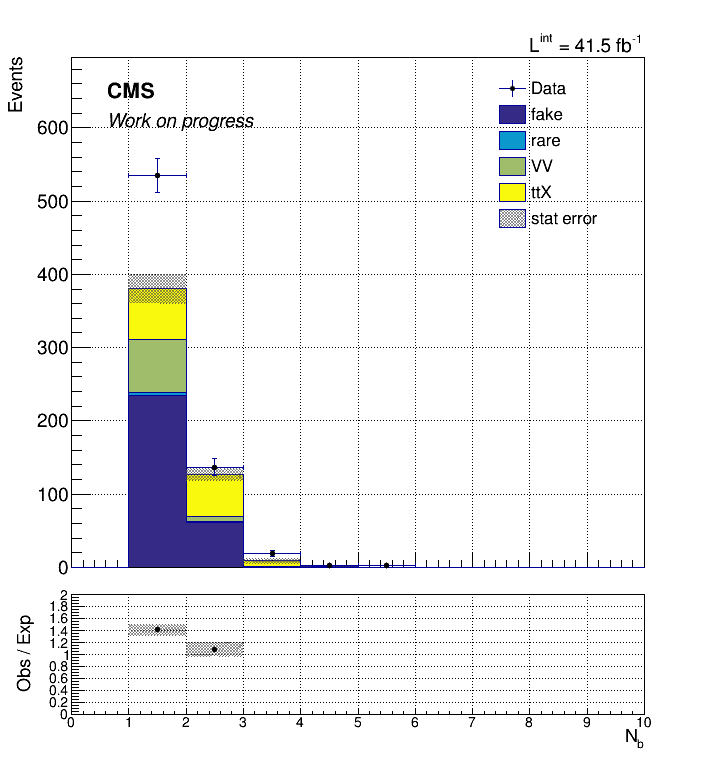 L^int = 41.5 fb^-1
Events
CMS
Work on progress
Data
fake
rare
VV
ttX
stat error
600
500
400
300
200
100
0
Obs / Exp
2
1.8
1.6
1.4
1.2
1
0.8
0.6
0.4
0.2
0
0 1 2 3 4 5 6 7 8 9 10
N_b